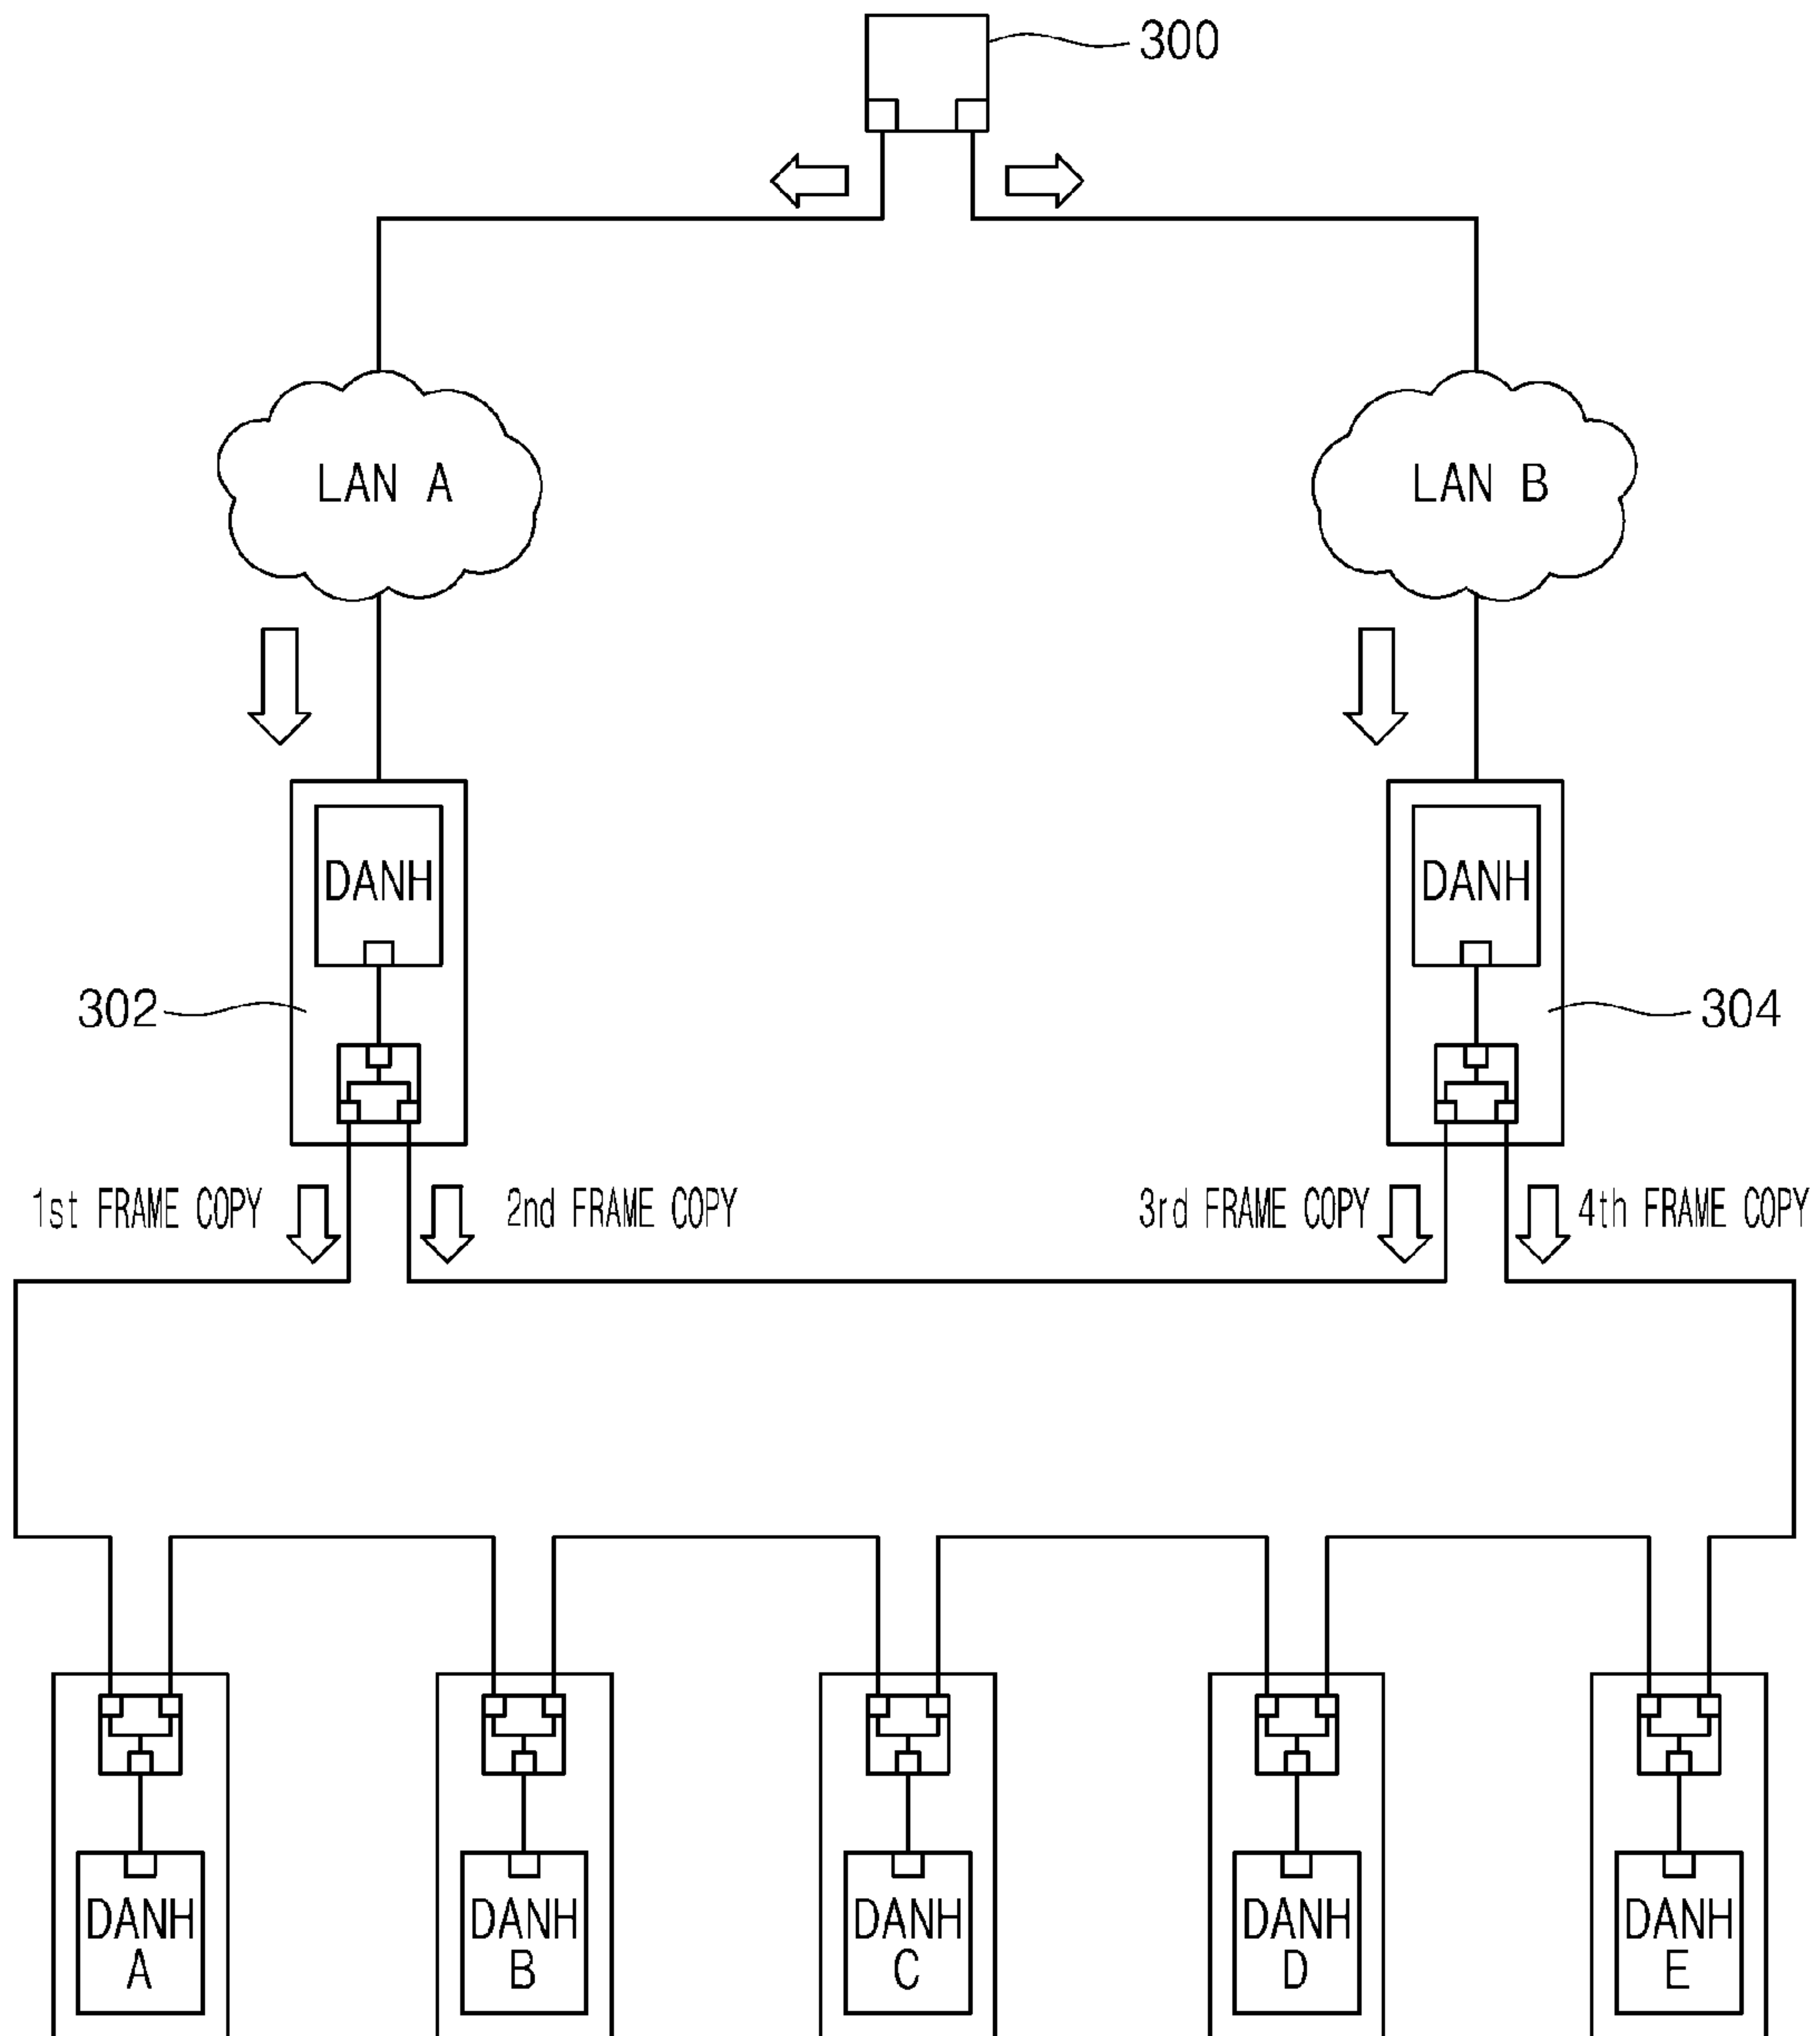 300
LAN A
LAN B
DANH
DANH
302
304
1st FRAME COPY
2nd FRAME COPY
3rd FRAME COPY
4th FRAME COPY
DANH
A
DANH
B
DANH
C
DANH
D
DANH
E